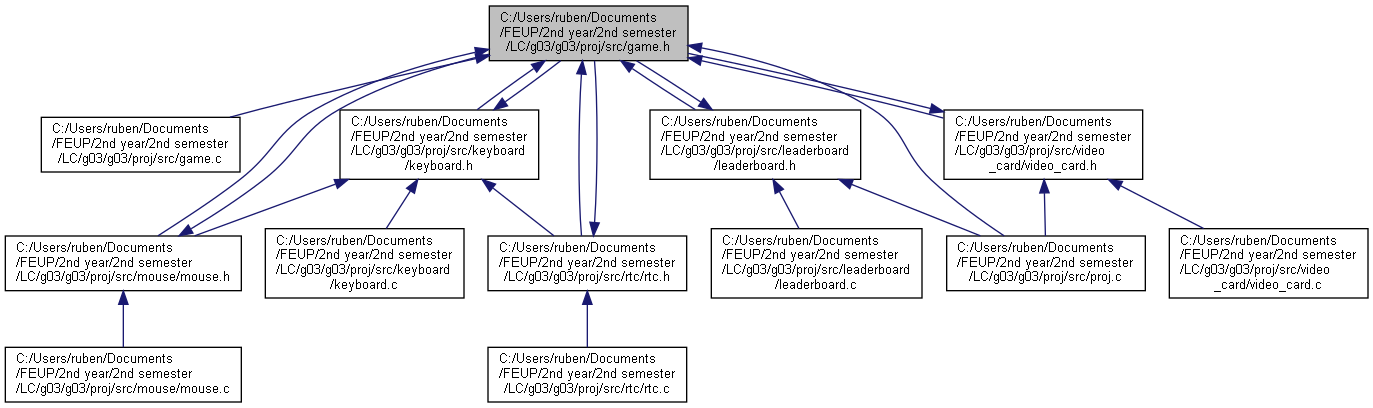 C:/Users/ruben/Documents
/FEUP/2nd year/2nd semester
/LC/g03/g03/proj/src/game.h
C:/Users/ruben/Documents
/FEUP/2nd year/2nd semester
/LC/g03/g03/proj/src/game.c
C:/Users/ruben/Documents
/FEUP/2nd year/2nd semester
/LC/g03/g03/proj/src/keyboard
/keyboard.h
C:/Users/ruben/Documents
/FEUP/2nd year/2nd semester
/LC/g03/g03/proj/src/leaderboard
/leaderboard.h
C:/Users/ruben/Documents
/FEUP/2nd year/2nd semester
/LC/g03/g03/proj/src/video
_card/video_card.h
C:/Users/ruben/Documents
/FEUP/2nd year/2nd semester
/LC/g03/g03/proj/src/mouse/mouse.h
C:/Users/ruben/Documents
/FEUP/2nd year/2nd semester
/LC/g03/g03/proj/src/keyboard
/keyboard.c
C:/Users/ruben/Documents
/FEUP/2nd year/2nd semester
/LC/g03/g03/proj/src/rtc/rtc.h
C:/Users/ruben/Documents
/FEUP/2nd year/2nd semester
/LC/g03/g03/proj/src/leaderboard
/leaderboard.c
C:/Users/ruben/Documents
/FEUP/2nd year/2nd semester
/LC/g03/g03/proj/src/proj.c
C:/Users/ruben/Documents
/FEUP/2nd year/2nd semester
/LC/g03/g03/proj/src/video
_card/video_card.c
C:/Users/ruben/Documents
/FEUP/2nd year/2nd semester
/LC/g03/g03/proj/src/mouse/mouse.c
C:/Users/ruben/Documents
/FEUP/2nd year/2nd semester
/LC/g03/g03/proj/src/rtc/rtc.c